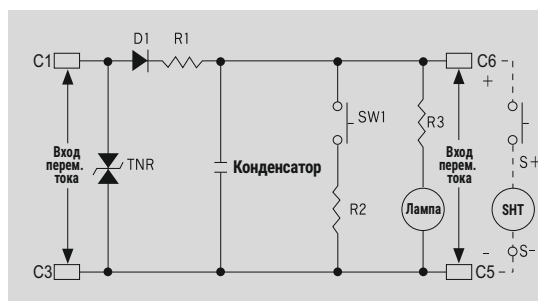 D1
R1
C1
C6
+
Вход
перем.
тока
TNR
Конденсатор
SW1
R3
Вход
перем.
тока
S+
R2
Лампа
SHT
C3
C5
-
S-